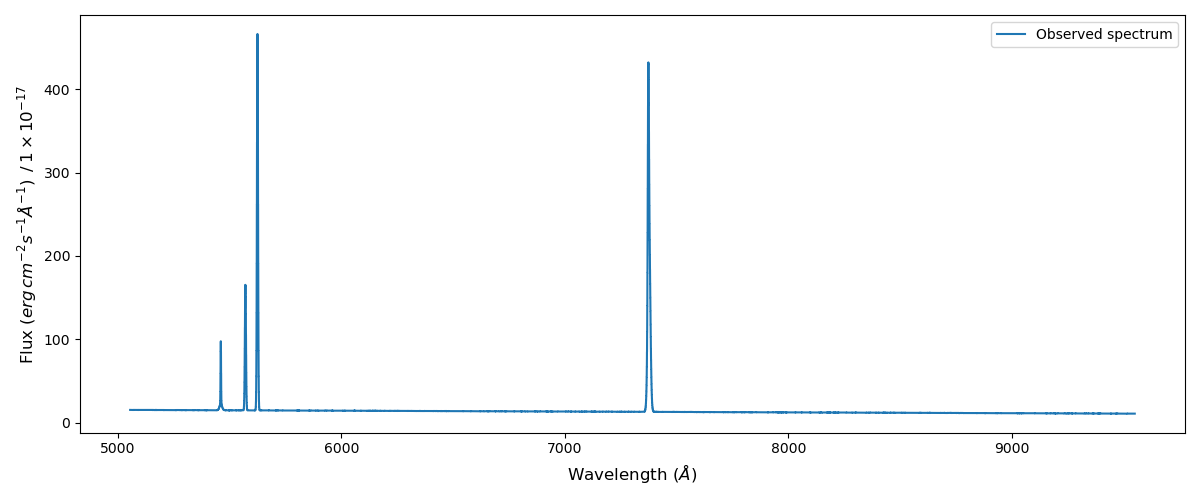 Observed spectrum
400
300
200
100
0
Flux (erg cm⁻² s⁻¹ Å⁻¹) / 1 × 10⁻¹⁷
5000 6000 7000 8000 9000
Wavelength (Å)